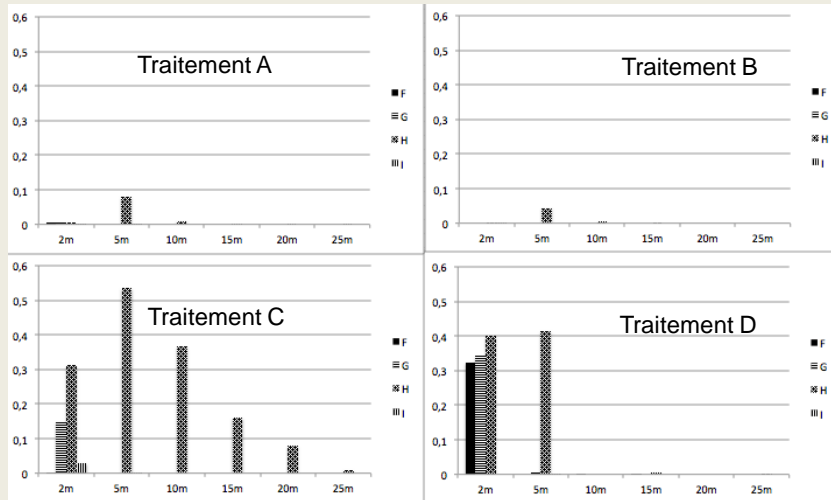 0,6
0,5
0,4
0,3
0,2
0,1
0
Traitement A
F
G
H
I
2m 5m 10m 15m 20m 25m
0,6
0,5
0,4
0,3
0,2
0,1
0
Traitement B
F
G
H
I
2m 5m 10m 15m 20m 25m
0,6
0,5
0,4
0,3
0,2
0,1
0
Traitement C
F
G
H
I
2m 5m 10m 15m 20m 25m
0,6
0,5
0,4
0,3
0,2
0,1
0
Traitement D
F
G
H
I
2m 5m 10m 15m 20m 25m